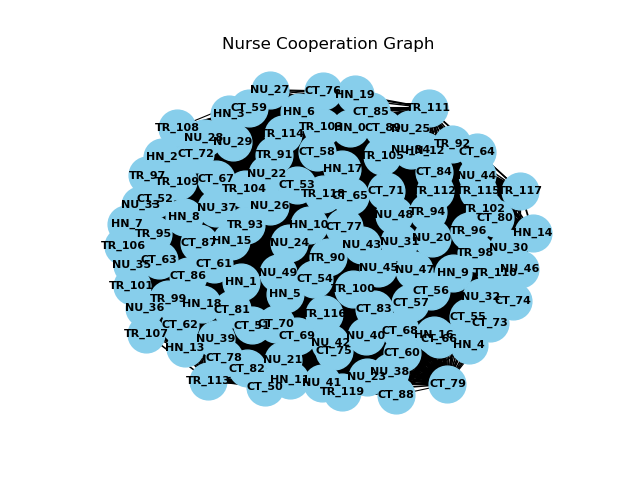 Nurse Cooperation Graph
NU_27
CT_76
HN_19
CT_59
TR_111
HN_3
HN_6
CT_85
TR_108
TR_103
HN_0
CT_89
NU_25
NU_28
NU_29
TR_114
TR_92
HN_2
CT_72
TR_91
CT_58
TR_105
HN_12
CT_64
HN_17
TR_97
TR_109
CT_67
NU_22
CT_84
NU_44
TR_104
CT_53
CT_71
TR_112
TR_115
TR_117
CT_52
CT_65
NU_33
NU_37
NU_26
TR_102
HN_7
HN_8
NU_48
TR_94
CT_80
TR_95
TR_93
HN_10
CT_77
TR_96
HN_14
TR_106
CT_87
HN_15
NU_24
NU_43
NU_31
NU_20
NU_30
NU_35
CT_63
CT_61
TR_90
TR_98
CT_86
NU_49
NU_45
NU_47
HN_9
NU_46
TR_101
HN_1
CT_54
TR_99
HN_5
TR_100
CT_56
NU_32
CT_74
NU_36
HN_18
CT_81
TR_116
CT_83
CT_57
CT_55
CT_73
CT_62
CT_70
TR_107
NU_39
CT_69
NU_42
NU_40
CT_68
HN_16
HN_13
CT_75
CT_60
HN_4
CT_78
NU_21
CT_82
NU_23
NU_38
TR_113
CT_50
HN_11
NU_41
TR_119
CT_88
CT_79